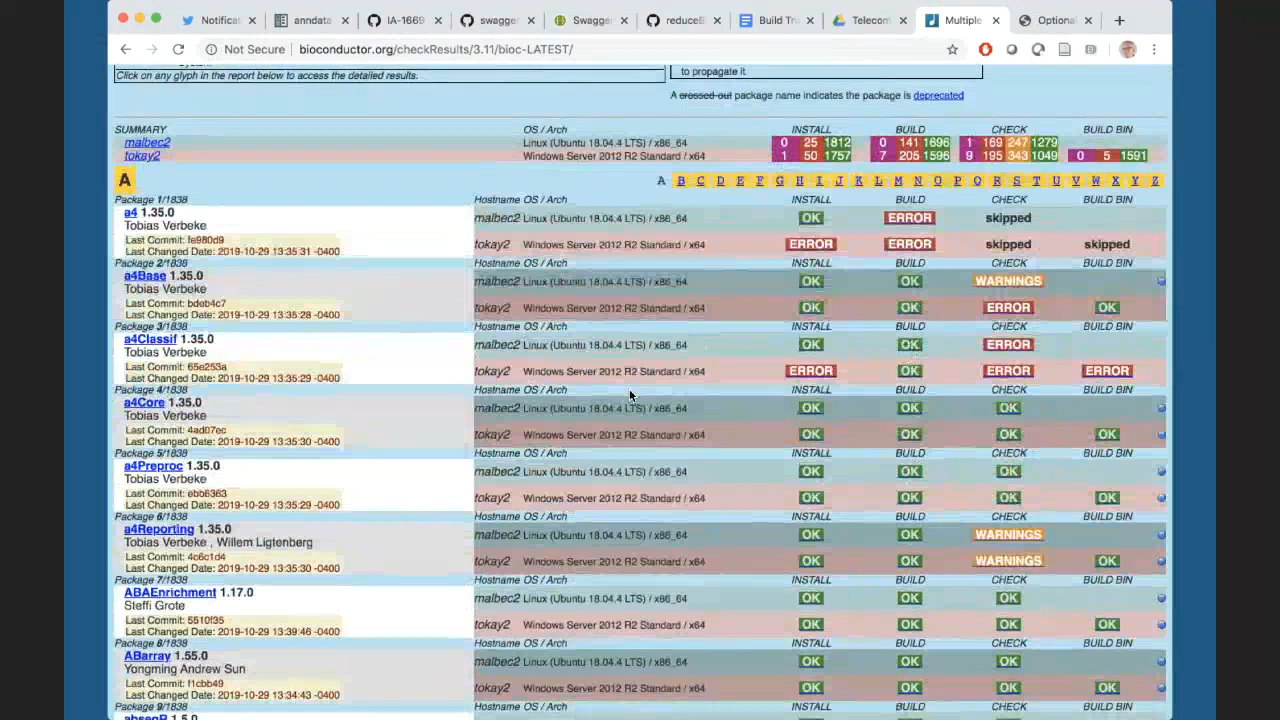 Notificat
anndata
IA-1669
swagge
Swagge
reduceB
Build Tra
Telecom
Multiple
Optional
Not Secure | bioconductor.org/checkResults/3.11/bioc-LATEST/
Click on any glyph in the report below to access the detailed results.
to propagate it
A crossed-out package name indicates the package is deprecated
SUMMARY OS / Arch INSTALL BUILD CHECK BUILD BIN
malbec2 Linux (Ubuntu 18.04.4 LTS) / x86_64 0 25 1812 0 141 1696 1 169 247 1279
tokay2 Windows Server 2012 R2 Standard / x64 1 50 1757 7 205 1596 9 195 343 1049 0 5 1591
A A B C D E F G H I J K L M N O P Q R S T U V W X Y Z
Package 1/1838 Hostname OS / Arch INSTALL BUILD CHECK BUILD BIN
a4 1.35.0
Tobias Verbeke
malbec2 Linux (Ubuntu 18.04.4 LTS) / x86_64 OK ERROR skipped
Last Commit: fe980d9
Last Changed Date: 2019-10-29 13:35:31 -0400
tokay2 Windows Server 2012 R2 Standard / x64 ERROR ERROR skipped skipped
Package 2/1838 Hostname OS / Arch INSTALL BUILD CHECK BUILD BIN
a4Base 1.35.0
Tobias Verbeke
malbec2 Linux (Ubuntu 18.04.4 LTS) / x86_64 OK OK WARNINGS
Last Commit: bdeb4c7
Last Changed Date: 2019-10-29 13:35:28 -0400
tokay2 Windows Server 2012 R2 Standard / x64 OK OK ERROR OK
Package 3/1838 Hostname OS / Arch INSTALL BUILD CHECK BUILD BIN
a4Classif 1.35.0
Tobias Verbeke
malbec2 Linux (Ubuntu 18.04.4 LTS) / x86_64 OK OK ERROR
Last Commit: 65e253a
Last Changed Date: 2019-10-29 13:35:29 -0400
tokay2 Windows Server 2012 R2 Standard / x64 ERROR OK ERROR ERROR
Package 4/1838 Hostname OS / Arch INSTALL BUILD CHECK BUILD BIN
a4Core 1.35.0
Tobias Verbeke
malbec2 Linux (Ubuntu 18.04.4 LTS) / x86_64 OK OK OK
Last Commit: 4ad07ec
Last Changed Date: 2019-10-29 13:35:30 -0400
tokay2 Windows Server 2012 R2 Standard / x64 OK OK OK OK
Package 5/1838 Hostname OS / Arch INSTALL BUILD CHECK BUILD BIN
a4Preproc 1.35.0
Tobias Verbeke
malbec2 Linux (Ubuntu 18.04.4 LTS) / x86_64 OK OK OK
Last Commit: ebb6363
Last Changed Date: 2019-10-29 13:35:29 -0400
tokay2 Windows Server 2012 R2 Standard / x64 OK OK OK OK
Package 6/1838 Hostname OS / Arch INSTALL BUILD CHECK BUILD BIN
a4Reporting 1.35.0
Tobias Verbeke , Willem Ligtenberg
malbec2 Linux (Ubuntu 18.04.4 LTS) / x86_64 OK OK WARNINGS
Last Commit: 4c6c1d4
Last Changed Date: 2019-10-29 13:35:30 -0400
tokay2 Windows Server 2012 R2 Standard / x64 OK OK WARNINGS OK
Package 7/1838 Hostname OS / Arch INSTALL BUILD CHECK BUILD BIN
ABAEnrichment 1.17.0
Steffi Grote
malbec2 Linux (Ubuntu 18.04.4 LTS) / x86_64 OK OK OK
Last Commit: 5510f35
Last Changed Date: 2019-10-29 13:39:46 -0400
tokay2 Windows Server 2012 R2 Standard / x64 OK OK OK OK
Package 8/1838 Hostname OS / Arch INSTALL BUILD CHECK BUILD BIN
ABarray 1.55.0
Yongming Andrew Sun
malbec2 Linux (Ubuntu 18.04.4 LTS) / x86_64 OK OK OK
Last Commit: f1cbb49
Last Changed Date: 2019-10-29 13:34:43 -0400
tokay2 Windows Server 2012 R2 Standard / x64 OK OK OK OK
Package 9/1838 Hostname OS / Arch INSTALL BUILD CHECK BUILD BIN